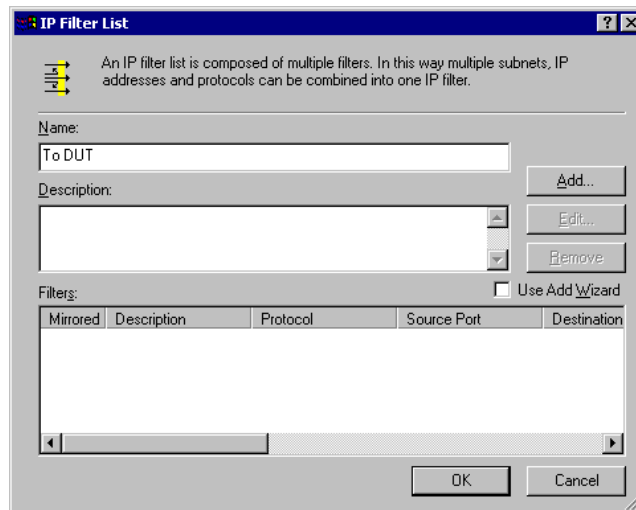 IP Filter List
An IP filter list is composed of multiple filters. In this way multiple subnets, IP
addresses and protocols can be combined into one IP filter.
Name:
To DUT
Add...
Description:
Edit...
Remove
Filters:
Use Add Wizard
Mirrored Description Protocol Source Port Destination
OK Cancel